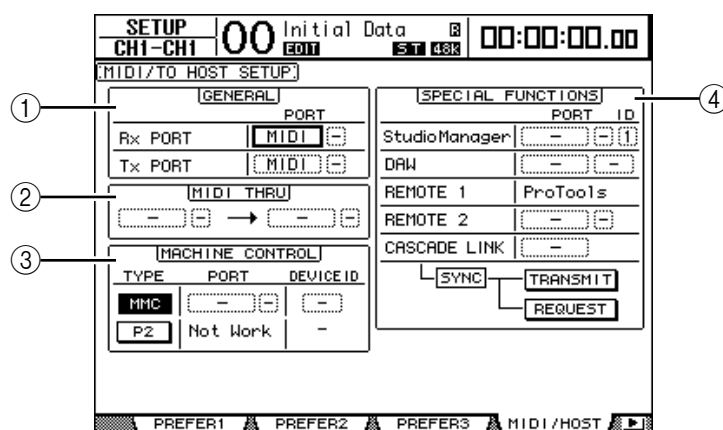 SETUP
CH1-CH1
00
Initial Data
R
EDIT
ST
48K
00:00:00.00
MIDI/TO HOST SETUP
1
GENERAL
PORT
Rx PORT
MIDI
-
Tx PORT
MIDI
-
2
MIDI THRU
-
-
→
-
-
3
MACHINE CONTROL
TYPE PORT DEVICE ID
MMC
-
-
-
P2
Not Work
-
4
SPECIAL FUNCTIONS
PORT ID
StudioManager
-
-
1
DAW
-
-
REMOTE 1
ProTools
REMOTE 2
-
-
CASCADE LINK
-
SYNC
TRANSMIT
REQUEST
PREFER1
PREFER2
PREFER3
MIDI/HOST